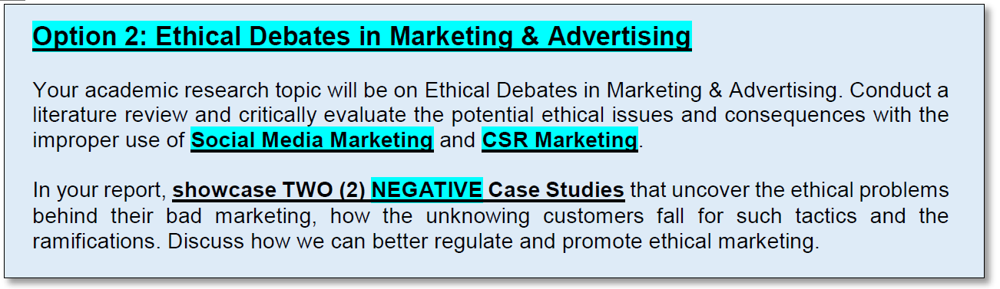 Option 2: Ethical Debates in Marketing & Advertising
Your academic research topic will be on Ethical Debates in Marketing & Advertising. Conduct a
literature review and critically evaluate the potential ethical issues and consequences with the
improper use of Social Media Marketing and CSR Marketing.
In your report, showcase TWO (2) NEGATIVE Case Studies that uncover the ethical problems
behind their bad marketing, how the unknowing customers fall for such tactics and the
ramifications. Discuss how we can better regulate and promote ethical marketing.